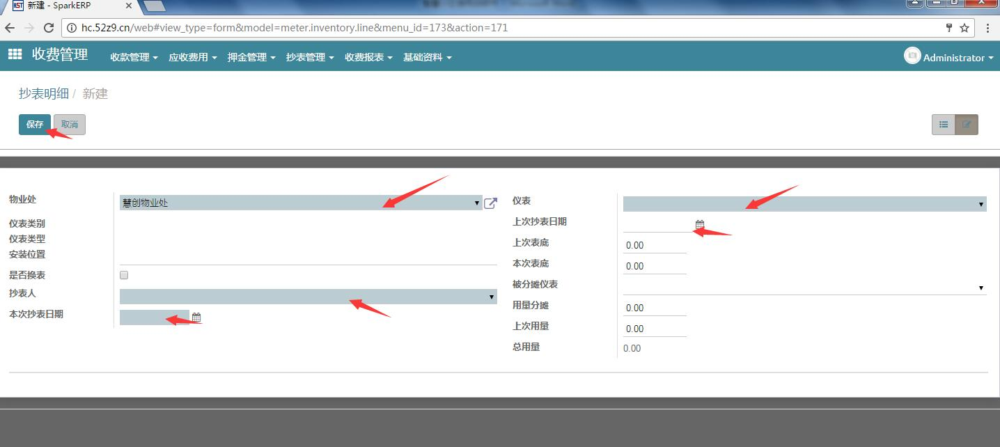 新建 - SparkERP
hc.52z9.cn/web#view_type=form&model=meter.inventory.line&menu_id=173&action=171
收费管理 收款管理 应收费用 押金管理 抄表管理 收费报表 基础资料 Administrator
抄表明细 / 新建
保存 取消
物业处 慧创物业处
仪表类别
仪表类型
安装位置
是否换表
抄表人
本次抄表日期
仪表
上次抄表日期
上次表底 0.00
本次表底 0.00
被分摊仪表
用量分摊 0.00
上次用量 0.00
总用量 0.00